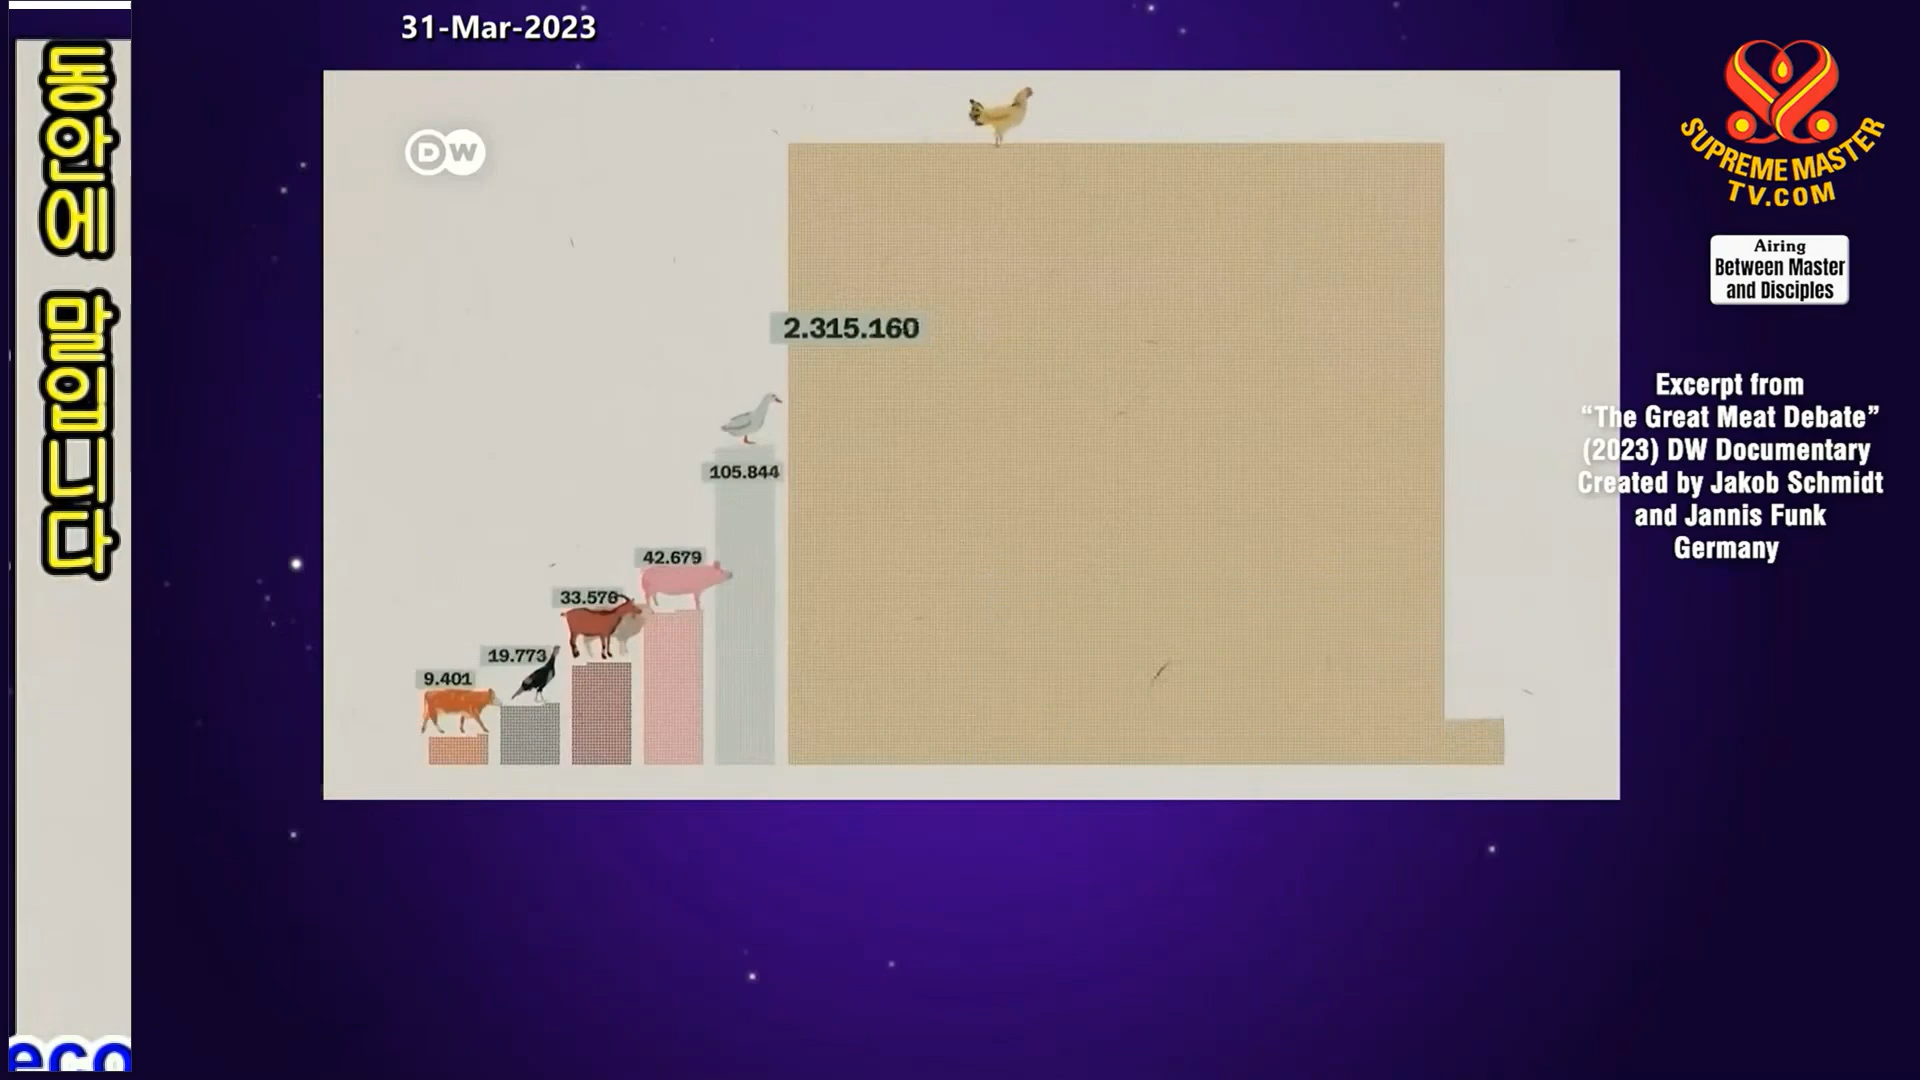 31-Mar-2023
DW
2.315.160
105.844
42.679
33.576
19.773
9.401
SUPREME MASTER
TV.COM
Airing
Between Master
and Disciples
Excerpt from
“The Great Meat Debate”
(2023) DW Documentary
Created by Jakob Schmidt
and Jannis Funk
Germany
동안에 말입니다
eco